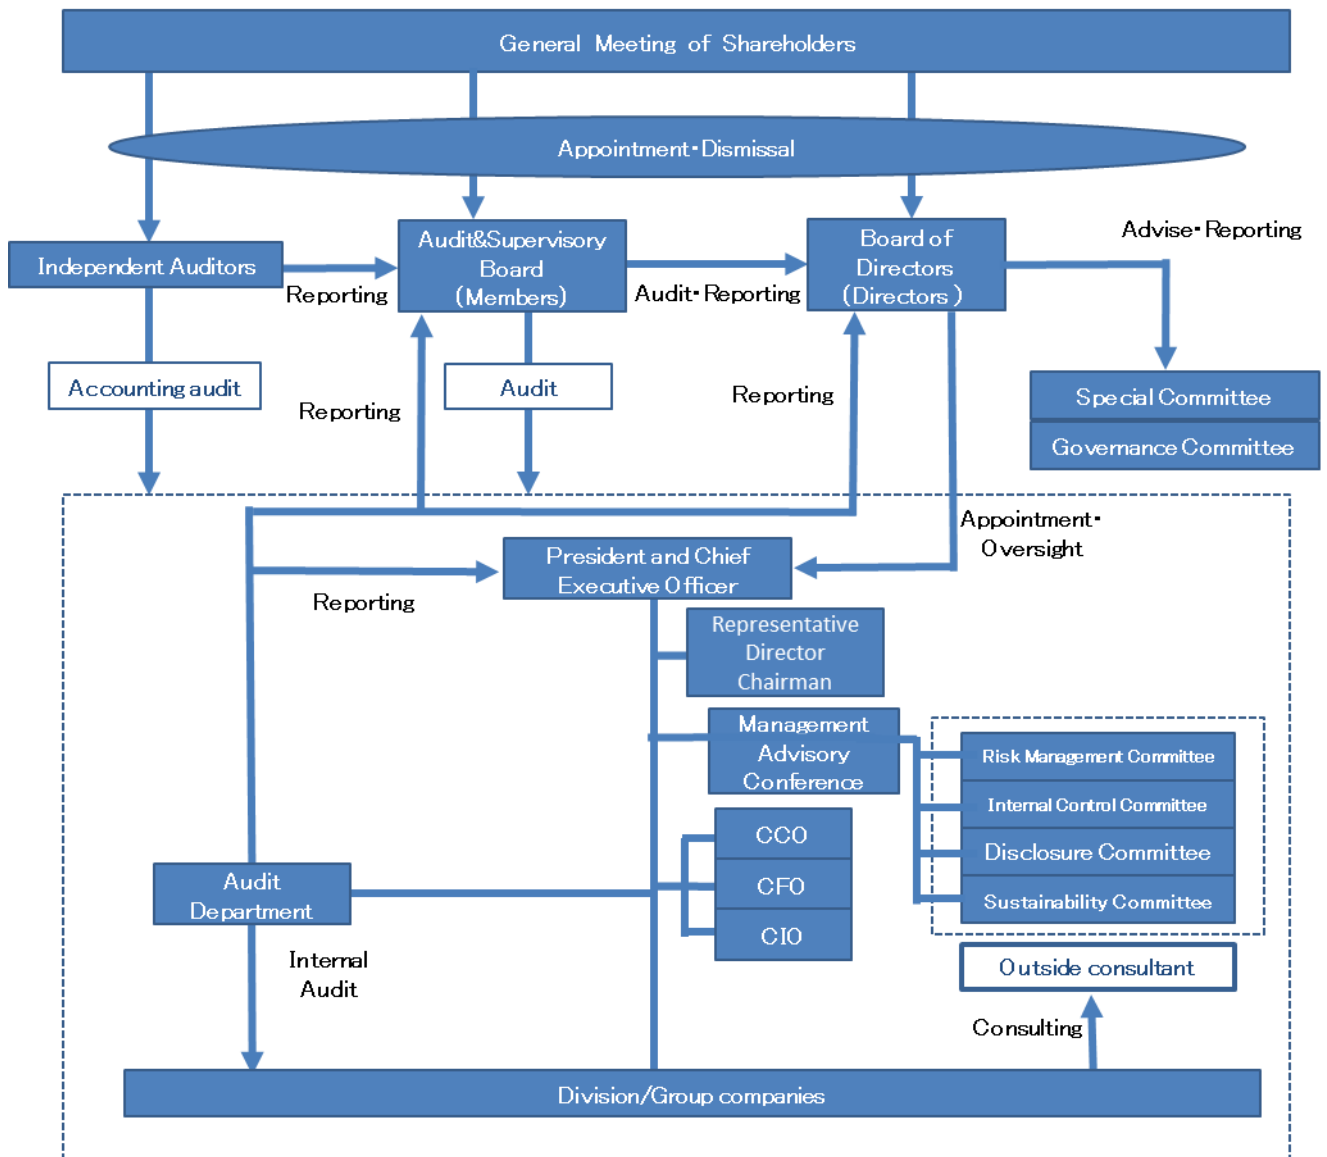 General Meeting of Shareholders
Appointment・Dismissal
Independent Auditors
Reporting
Audit&Supervisory
Board
(Members)
Audit・Reporting
Board of
Directors
(Directors)
Advise・Reporting
Accounting audit
Reporting
Audit
Reporting
Special Committee
Governance Committee
Appointment・
Oversight
President and Chief
Executive Officer
Reporting
Representative
Director
Chairman
Management
Advisory
Conference
Risk Management Committee
Internal Control Committee
Disclosure Committee
Sustainability Committee
CCO
CFO
CIO
Audit
Department
Internal
Audit
Outside consultant
Consulting
Division/Group companies